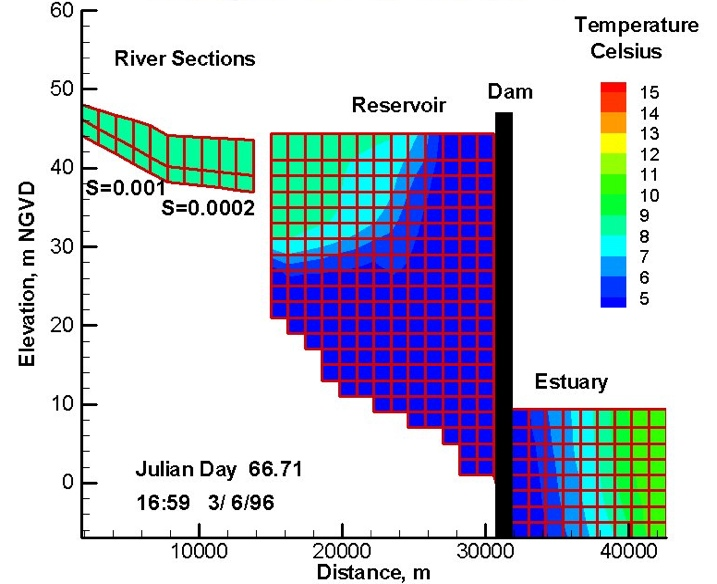 Temperature
Celsius
River Sections
Reservoir
Dam
S=0.001
S=0.0002
Estuary
15
14
13
12
11
10
9
8
7
6
5
60
50
40
30
20
10
0
Elevation, m NGVD
Julian Day 66.71
16:59 3/ 6/96
10000
20000
30000
40000
Distance, m